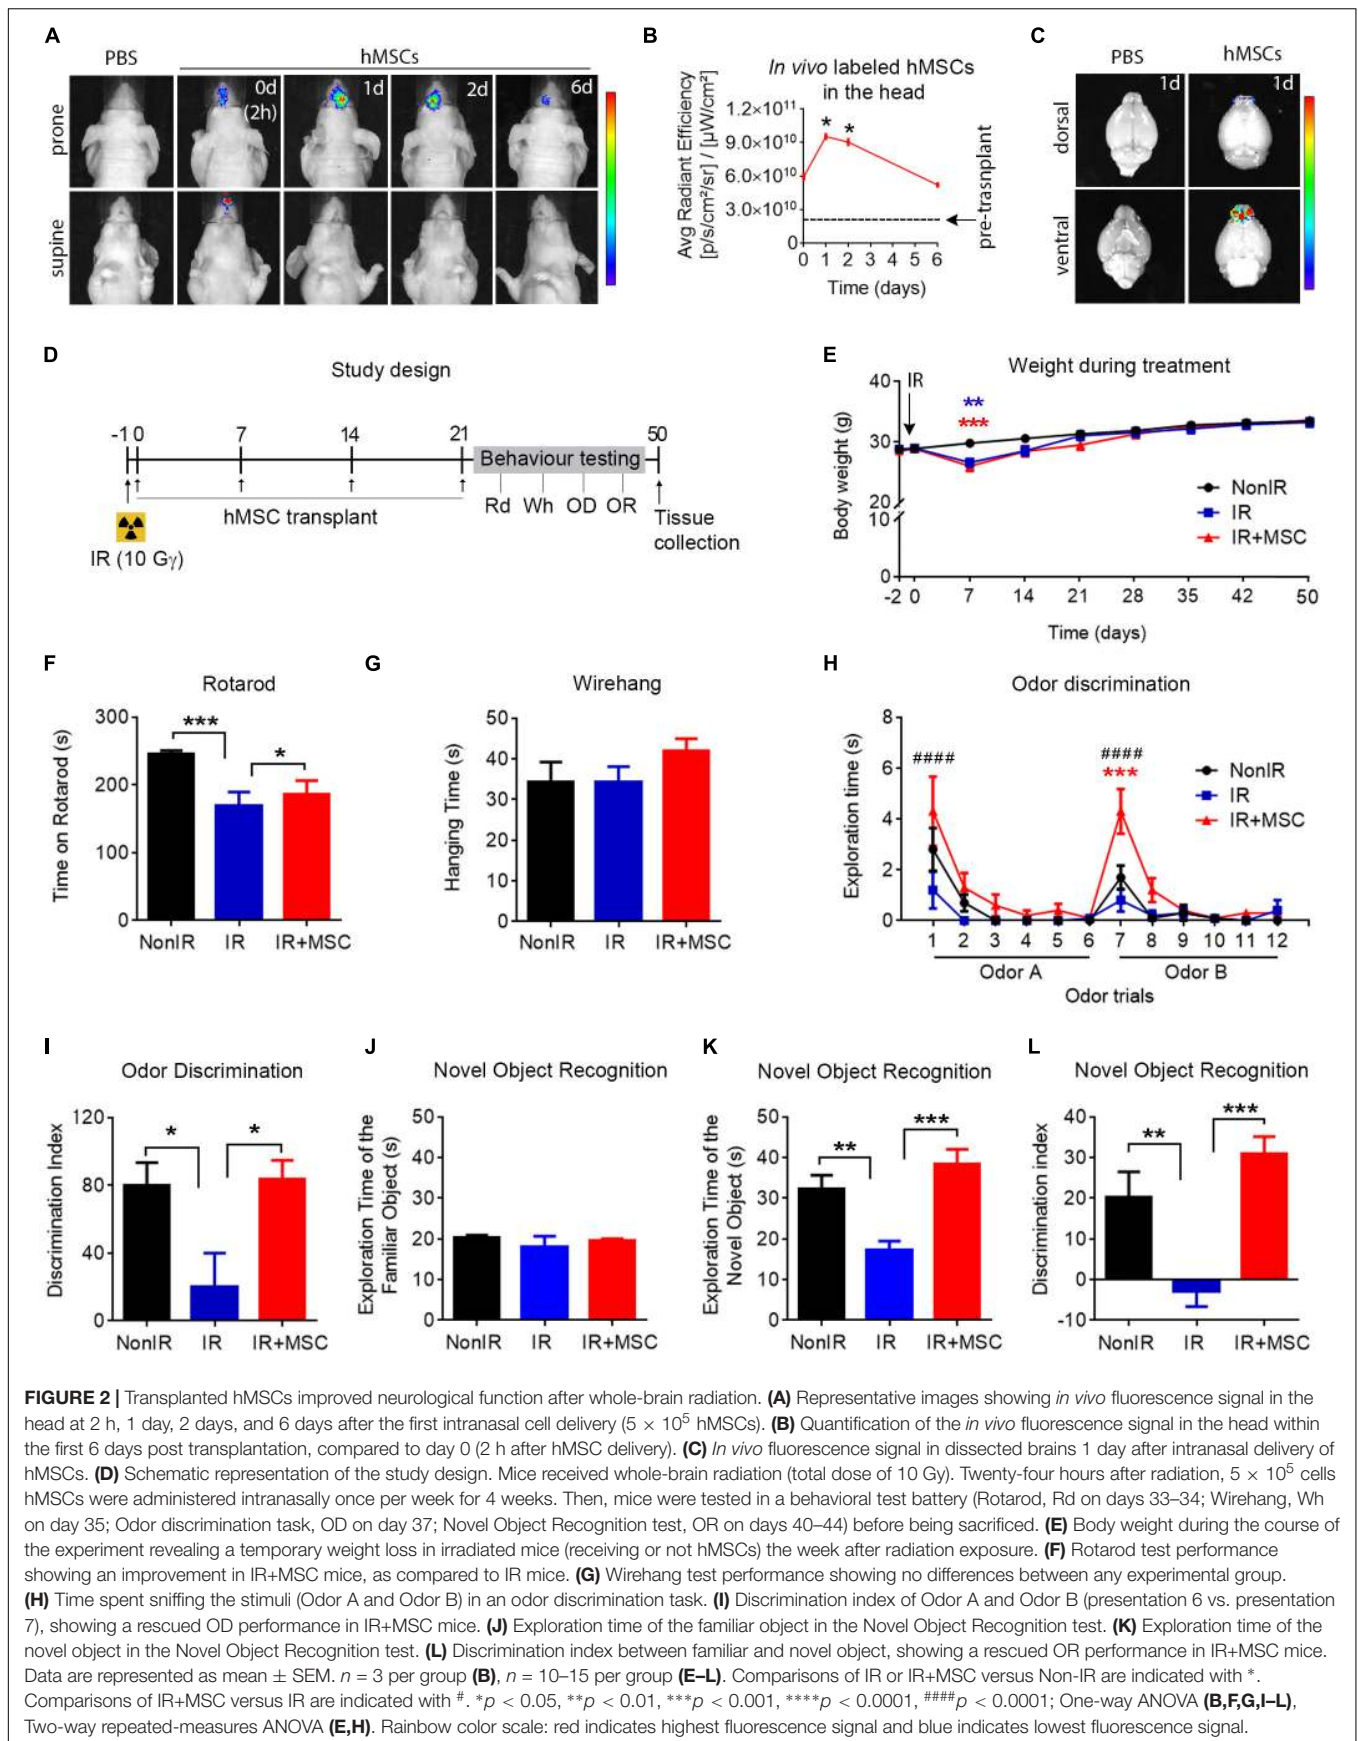 A
PBS
hMSCs
0d
(2h)
1d
2d
6d
prone
supine
B
In vivo labeled hMSCs
in the head
Avg Radiant Efficiency
[p/s/cm²/sr] / [µW/cm²]
1.2×10¹¹
9.0×10¹⁰
6.0×10¹⁰
3.0×10¹⁰
0
* *
0 1 2 3 4 5 6
Time (days)
pre-trasnplant
C
PBS
hMSCs
1d
1d
dorsal
ventral
D
Study design
-1 0 7 14 21 50
Behaviour testing
Rd Wh OD OR
hMSC transplant
Tissue
collection
IR (10 Gγ)
E
Weight during treatment
Body weight (g)
40
30
20
10
0
IR
**
***
NonIR
IR
IR+MSC
-2 0 7 14 21 28 35 42 50
Time (days)
F
Rotarod
Time on Rotarod (s)
300
200
100
0
***
*
NonIR IR IR+MSC
G
Wirehang
Hanging Time (s)
50
40
30
20
10
0
NonIR IR IR+MSC
H
Odor discrimination
Exploration time (s)
8
6
4
2
0
####
####
***
NonIR
IR
IR+MSC
1 2 3 4 5 6 7 8 9 10 11 12
Odor A Odor B
Odor trials
I
Odor Discrimination
Discrimination Index
120
80
40
0
* *
NonIR IR IR+MSC
J
Novel Object Recognition
Exploration Time of the
Familiar Object (s)
50
40
30
20
10
0
NonIR IR IR+MSC
K
Novel Object Recognition
Exploration Time of the
Novel Object (s)
50
40
30
20
10
0
** ***
NonIR IR IR+MSC
L
Novel Object Recognition
Discrimination index
40
30
20
10
0
-10
** ***
NonIR IR IR+MSC
FIGURE 2 | Transplanted hMSCs improved neurological function after whole-brain radiation. (A) Representative images showing in vivo fluorescence signal in the
head at 2 h, 1 day, 2 days, and 6 days after the first intranasal cell delivery (5 × 10⁵ hMSCs). (B) Quantification of the in vivo fluorescence signal in the head within
the first 6 days post transplantation, compared to day 0 (2 h after hMSC delivery). (C) In vivo fluorescence signal in dissected brains 1 day after intranasal delivery of
hMSCs. (D) Schematic representation of the study design. Mice received whole-brain radiation (total dose of 10 Gy). Twenty-four hours after radiation, 5 × 10⁵ cells
hMSCs were administered intranasally once per week for 4 weeks. Then, mice were tested in a behavioral test battery (Rotarod, Rd on days 33–34; Wirehang, Wh
on day 35; Odor discrimination task, OD on day 37; Novel Object Recognition test, OR on days 40–44) before being sacrificed. (E) Body weight during the course of
the experiment revealing a temporary weight loss in irradiated mice (receiving or not hMSCs) the week after radiation exposure. (F) Rotarod test performance
showing an improvement in IR+MSC mice, as compared to IR mice. (G) Wirehang test performance showing no differences between any experimental group.
(H) Time spent sniffing the stimuli (Odor A and Odor B) in an odor discrimination task. (I) Discrimination index of Odor A and Odor B (presentation 6 vs. presentation
7), showing a rescued OD performance in IR+MSC mice. (J) Exploration time of the familiar object in the Novel Object Recognition test. (K) Exploration time of the
novel object in the Novel Object Recognition test. (L) Discrimination index between familiar and novel object, showing a rescued OR performance in IR+MSC mice.
Data are represented as mean ± SEM. n = 3 per group (B), n = 10–15 per group (E–L). Comparisons of IR or IR+MSC versus Non-IR are indicated with *.
Comparisons of IR+MSC versus IR are indicated with #. *p < 0.05, **p < 0.01, ***p < 0.001, ****p < 0.0001, ####p < 0.0001; One-way ANOVA (B,F,G,I–L),
Two-way repeated-measures ANOVA (E,H). Rainbow color scale: red indicates highest fluorescence signal and blue indicates lowest fluorescence signal.